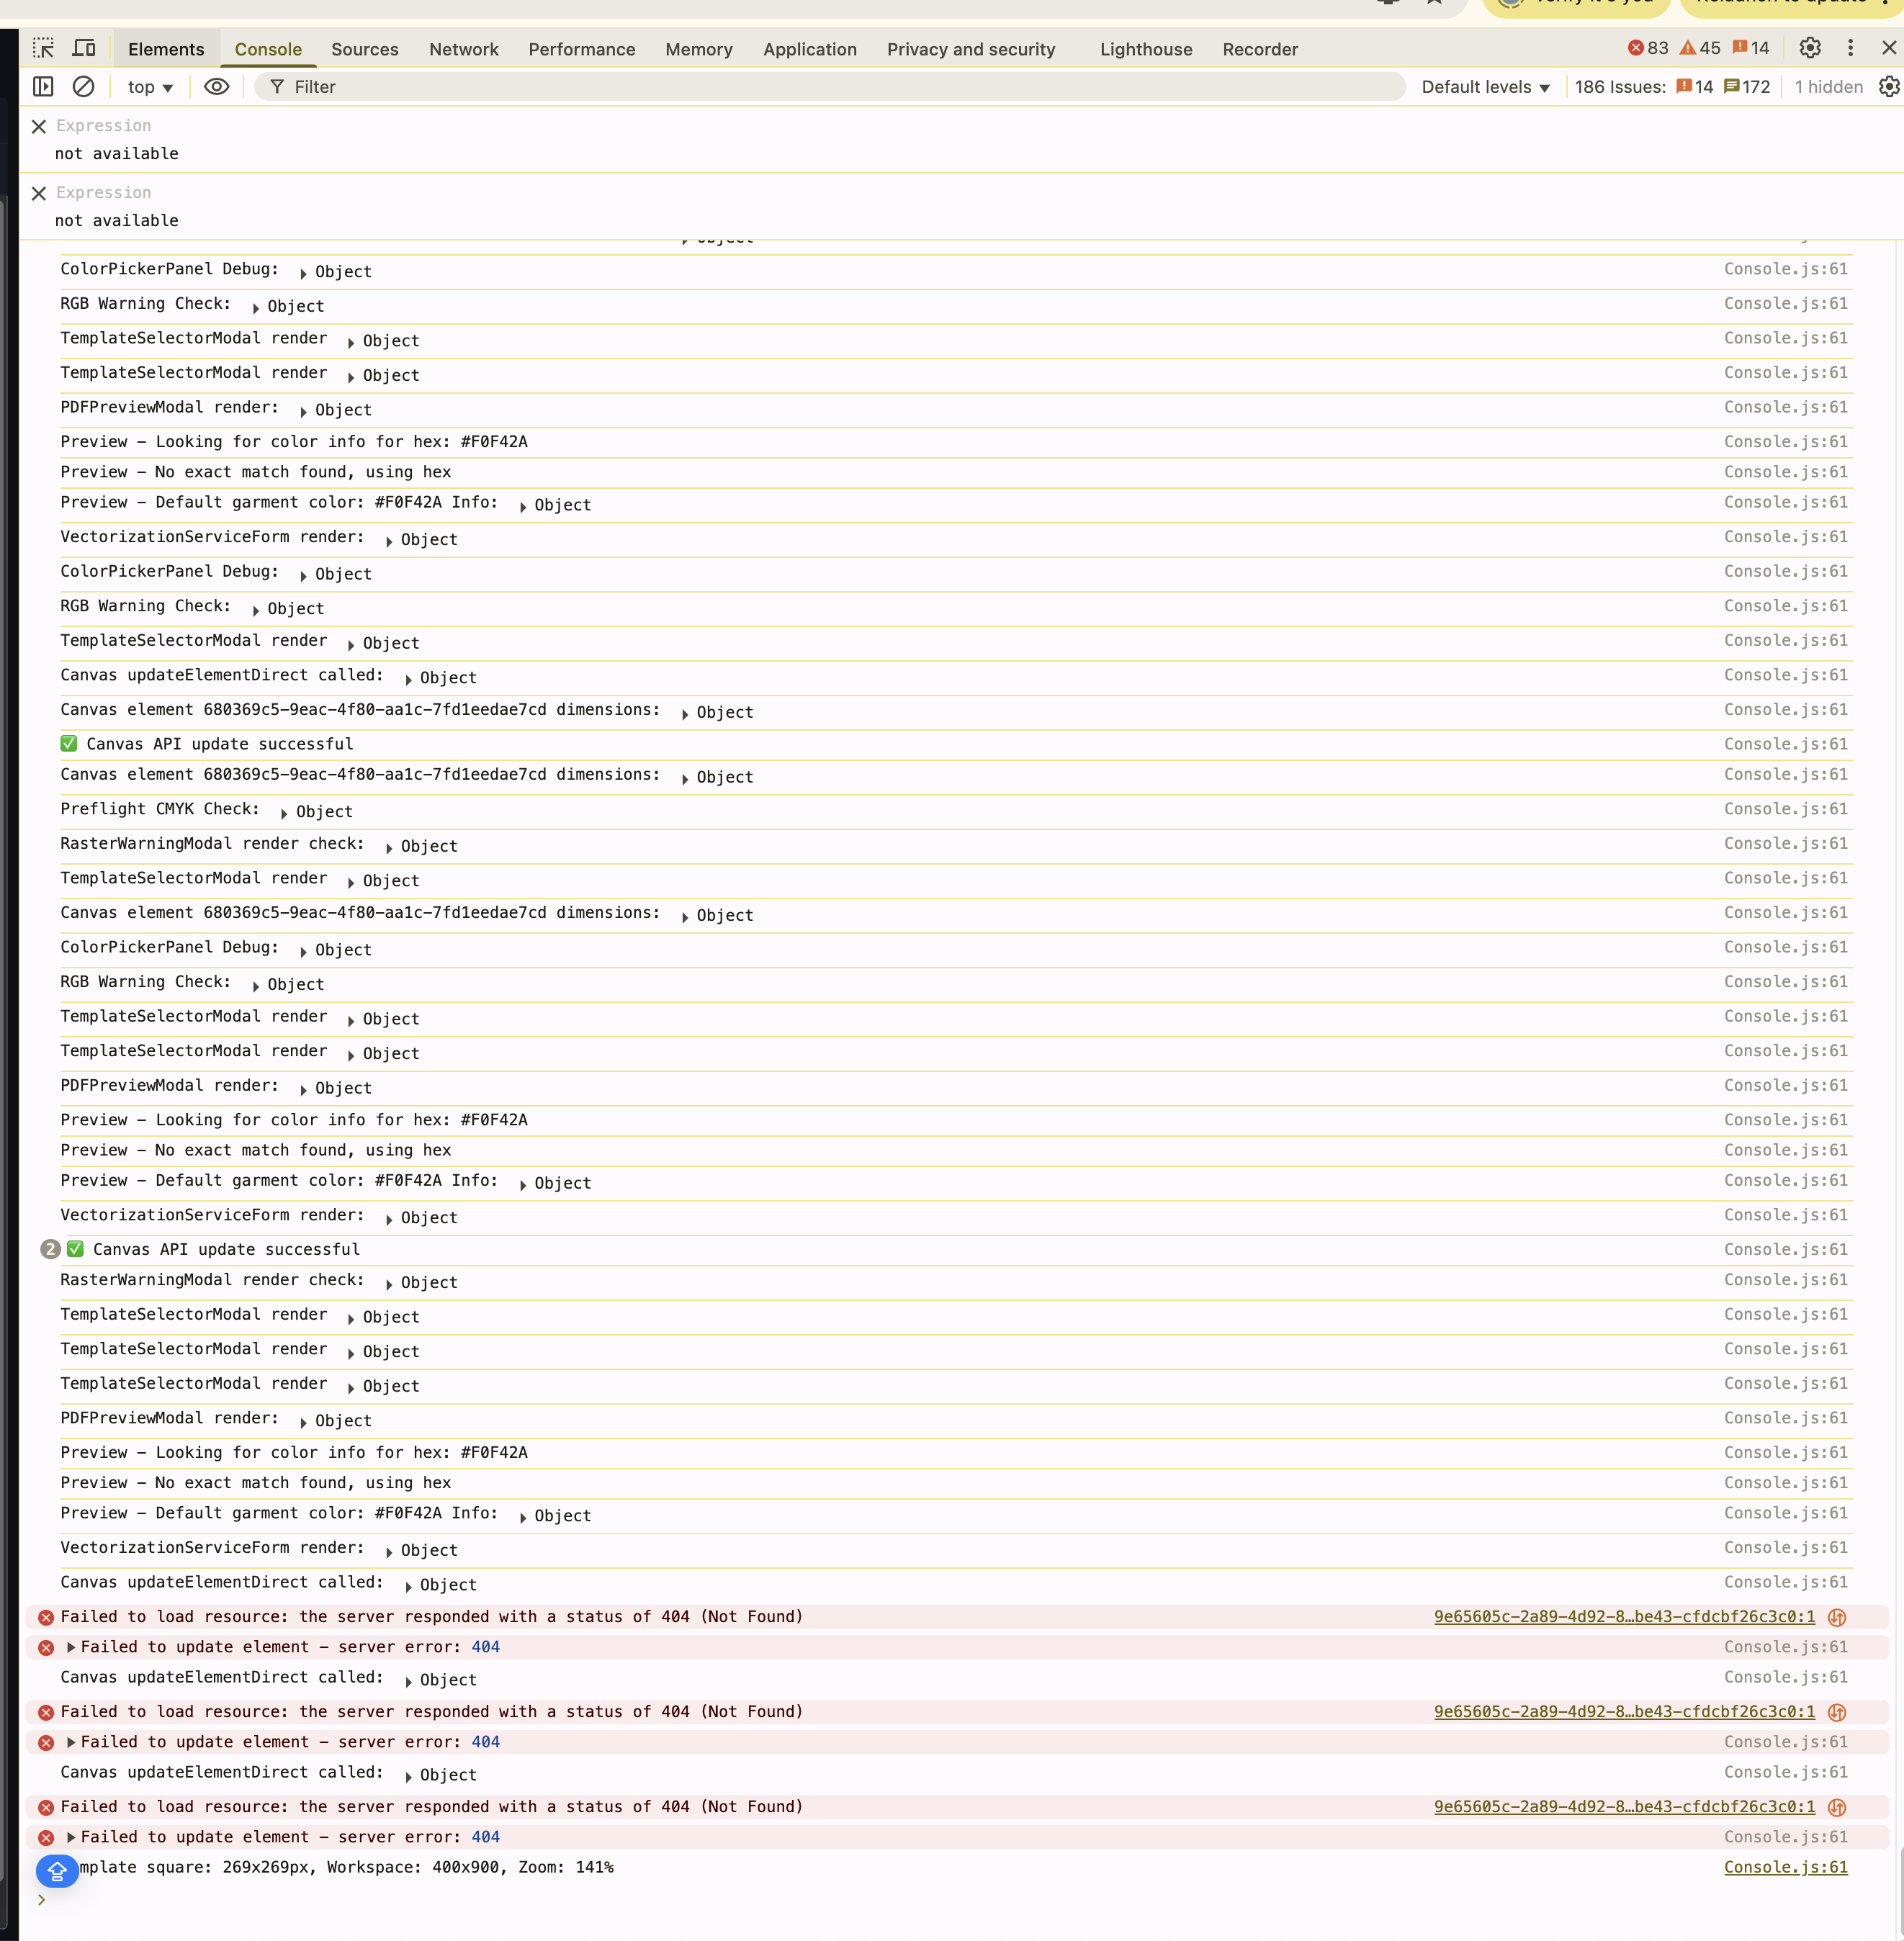 Elements Console Sources Network Performance Memory Application Privacy and security Lighthouse Recorder 83 45 14
top Filter Default levels 186 Issues: 14 172 1 hidden
Expression
not available
Expression
not available
ColorPickerPanel Debug: Object Console.js:61
RGB Warning Check: Object Console.js:61
TemplateSelectorModal render Object Console.js:61
TemplateSelectorModal render Object Console.js:61
PDFPreviewModal render: Object Console.js:61
Preview – Looking for color info for hex: #F0F42A Console.js:61
Preview – No exact match found, using hex Console.js:61
Preview – Default garment color: #F0F42A Info: Object Console.js:61
VectorizationServiceForm render: Object Console.js:61
ColorPickerPanel Debug: Object Console.js:61
RGB Warning Check: Object Console.js:61
TemplateSelectorModal render Object Console.js:61
Canvas updateElementDirect called: Object Console.js:61
Canvas element 680369c5-9eac-4f80-aa1c-7fd1eedae7cd dimensions: Object Console.js:61
✅ Canvas API update successful Console.js:61
Canvas element 680369c5-9eac-4f80-aa1c-7fd1eedae7cd dimensions: Object Console.js:61
Preflight CMYK Check: Object Console.js:61
RasterWarningModal render check: Object Console.js:61
TemplateSelectorModal render Object Console.js:61
Canvas element 680369c5-9eac-4f80-aa1c-7fd1eedae7cd dimensions: Object Console.js:61
ColorPickerPanel Debug: Object Console.js:61
RGB Warning Check: Object Console.js:61
TemplateSelectorModal render Object Console.js:61
TemplateSelectorModal render Object Console.js:61
PDFPreviewModal render: Object Console.js:61
Preview – Looking for color info for hex: #F0F42A Console.js:61
Preview – No exact match found, using hex Console.js:61
Preview – Default garment color: #F0F42A Info: Object Console.js:61
VectorizationServiceForm render: Object Console.js:61
2 ✅ Canvas API update successful Console.js:61
RasterWarningModal render check: Object Console.js:61
TemplateSelectorModal render Object Console.js:61
TemplateSelectorModal render Object Console.js:61
TemplateSelectorModal render Object Console.js:61
PDFPreviewModal render: Object Console.js:61
Preview – Looking for color info for hex: #F0F42A Console.js:61
Preview – No exact match found, using hex Console.js:61
Preview – Default garment color: #F0F42A Info: Object Console.js:61
VectorizationServiceForm render: Object Console.js:61
Canvas updateElementDirect called: Object Console.js:61
Failed to load resource: the server responded with a status of 404 (Not Found) 9e65605c-2a89-4d92-8…be43-cfdcbf26c3c0:1
Failed to update element – server error: 404 Console.js:61
Canvas updateElementDirect called: Object Console.js:61
Failed to load resource: the server responded with a status of 404 (Not Found) 9e65605c-2a89-4d92-8…be43-cfdcbf26c3c0:1
Failed to update element – server error: 404 Console.js:61
Canvas updateElementDirect called: Object Console.js:61
Failed to load resource: the server responded with a status of 404 (Not Found) 9e65605c-2a89-4d92-8…be43-cfdcbf26c3c0:1
Failed to update element – server error: 404 Console.js:61
mplate square: 269x269px, Workspace: 400x900, Zoom: 141% Console.js:61